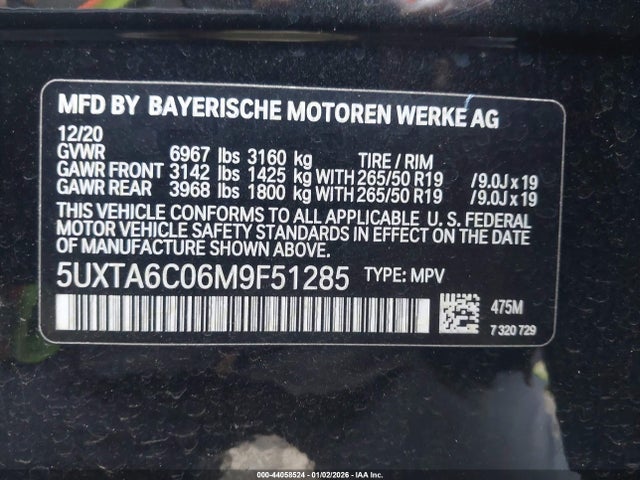 MFD BY BAYERISCHE MOTOREN WERKE AG
12/20
GVWR 6967 lbs 3160 kg TIRE / RIM
GAWR FRONT 3142 lbs 1425 kg WITH 265/50 R19 /9.0J x 19
GAWR REAR 3968 lbs 1800 kg WITH 265/50 R19 /9.0J x 19
THIS VEHICLE CONFORMS TO ALL APPLICABLE U. S. FEDERAL
MOTOR VEHICLE SAFETY STANDARDS IN EFFECT ON THE DATE
OF MANUFACTURE SHOWN ABOVE.
5UXTA6C06M9F51285 TYPE: MPV
475M
7 320 729
000-44058524 - 01/02/2026 - IAA Inc.